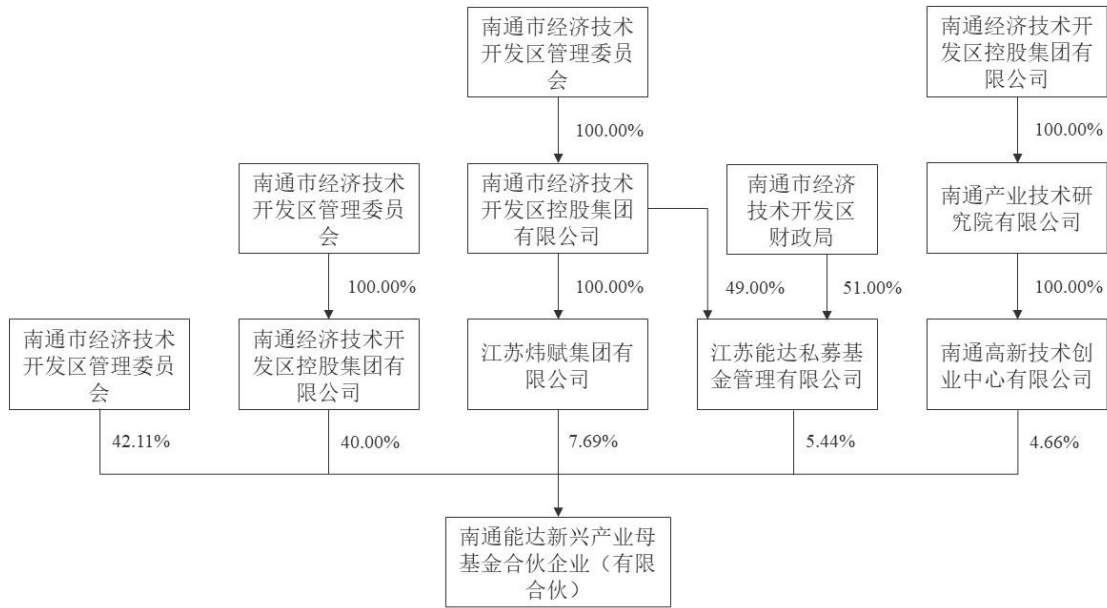 南通市经济技术
开发区管理委员
会
南通经济技术开
发区控股集团有
限公司
100.00%
100.00%
南通市经济技术
开发区管理委员
会
南通市经济技术
开发区控股集团
有限公司
南通市经济
技术开发区
财政局
南通产业技术研
究院有限公司
100.00%
100.00%
49.00%
51.00%
100.00%
南通市经济技术
开发区管理委员
会
南通经济技术开
发区控股集团有
限公司
江苏炜赋集团有
限公司
江苏能达私募基
金管理有限公司
南通高新技术创
业中心有限公司
42.11%
40.00%
7.69%
5.44%
4.66%
南通能达新兴产业母
基金合伙企业（有限
合伙）